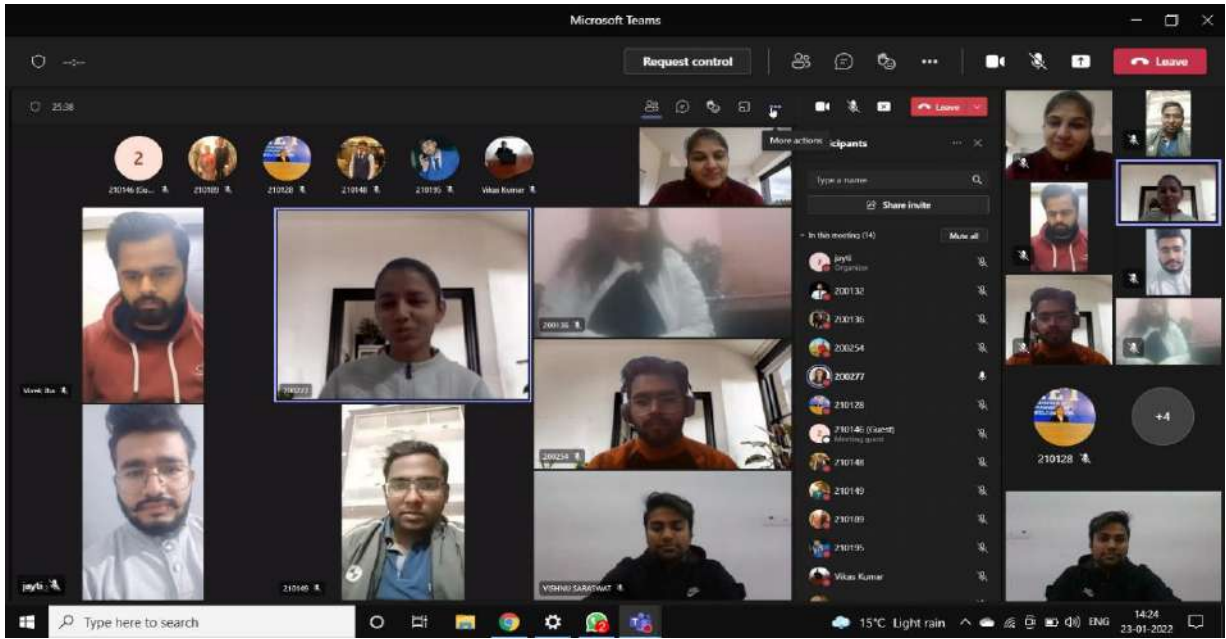 Microsoft Teams
--:--
Request control
Leave
25:38
Leave
More actions
Participants
2
210146 (Gu...
210189
210128
210148
210195
Vikas Kumar
Type a name
Share invite
In this meeting (14)
Mute all
jayti
Organizer
200132
200136
200254
200277
210128
210146 (Guest)
Meeting guest
210148
210149
210189
210195
Vikas Kumar
200136
200277
200254
jayti
210149
VISHNU SARASWAT
+4
210128
Type here to search
15°C Light rain
ENG
14:24
23-01-2022